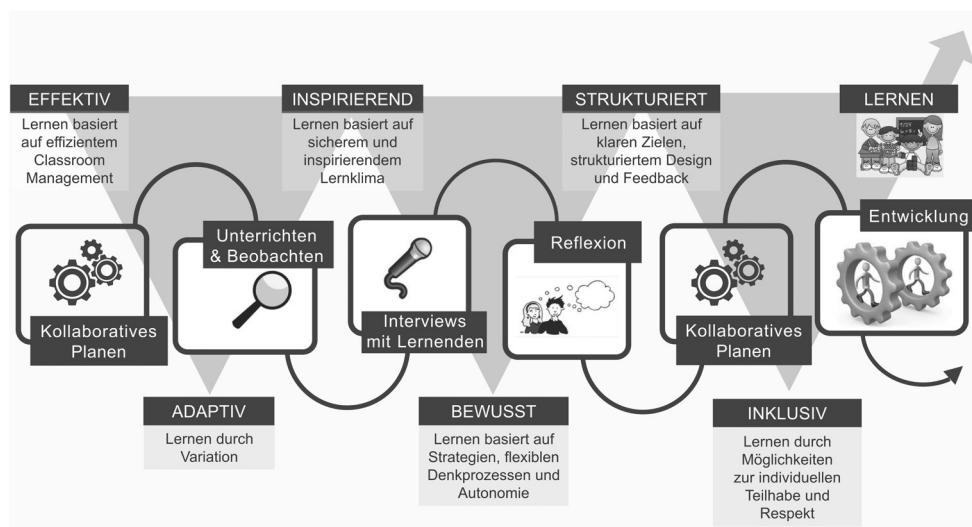 EFFEKTIV
Lernen basiert
auf effizientem
Classroom
Management
INSPIRIEREND
Lernen basiert auf
sicherem und
inspirierendem
Lernklima
STRUKTURIERT
Lernen basiert auf
klaren Zielen,
strukturiertem Design
und Feedback
LERNEN
Kollaboratives
Planen
Unterrichten
& Beobachten
Interviews
mit Lernenden
Reflexion
Kollaboratives
Planen
Entwicklung
ADAPTIV
Lernen durch
Variation
BEWUSST
Lernen basiert auf
Strategien, flexiblen
Denkprozessen und
Autonomie
INKLUSIV
Lernen durch
Möglichkeiten
zur individuellen
Teilhabe und
Respekt